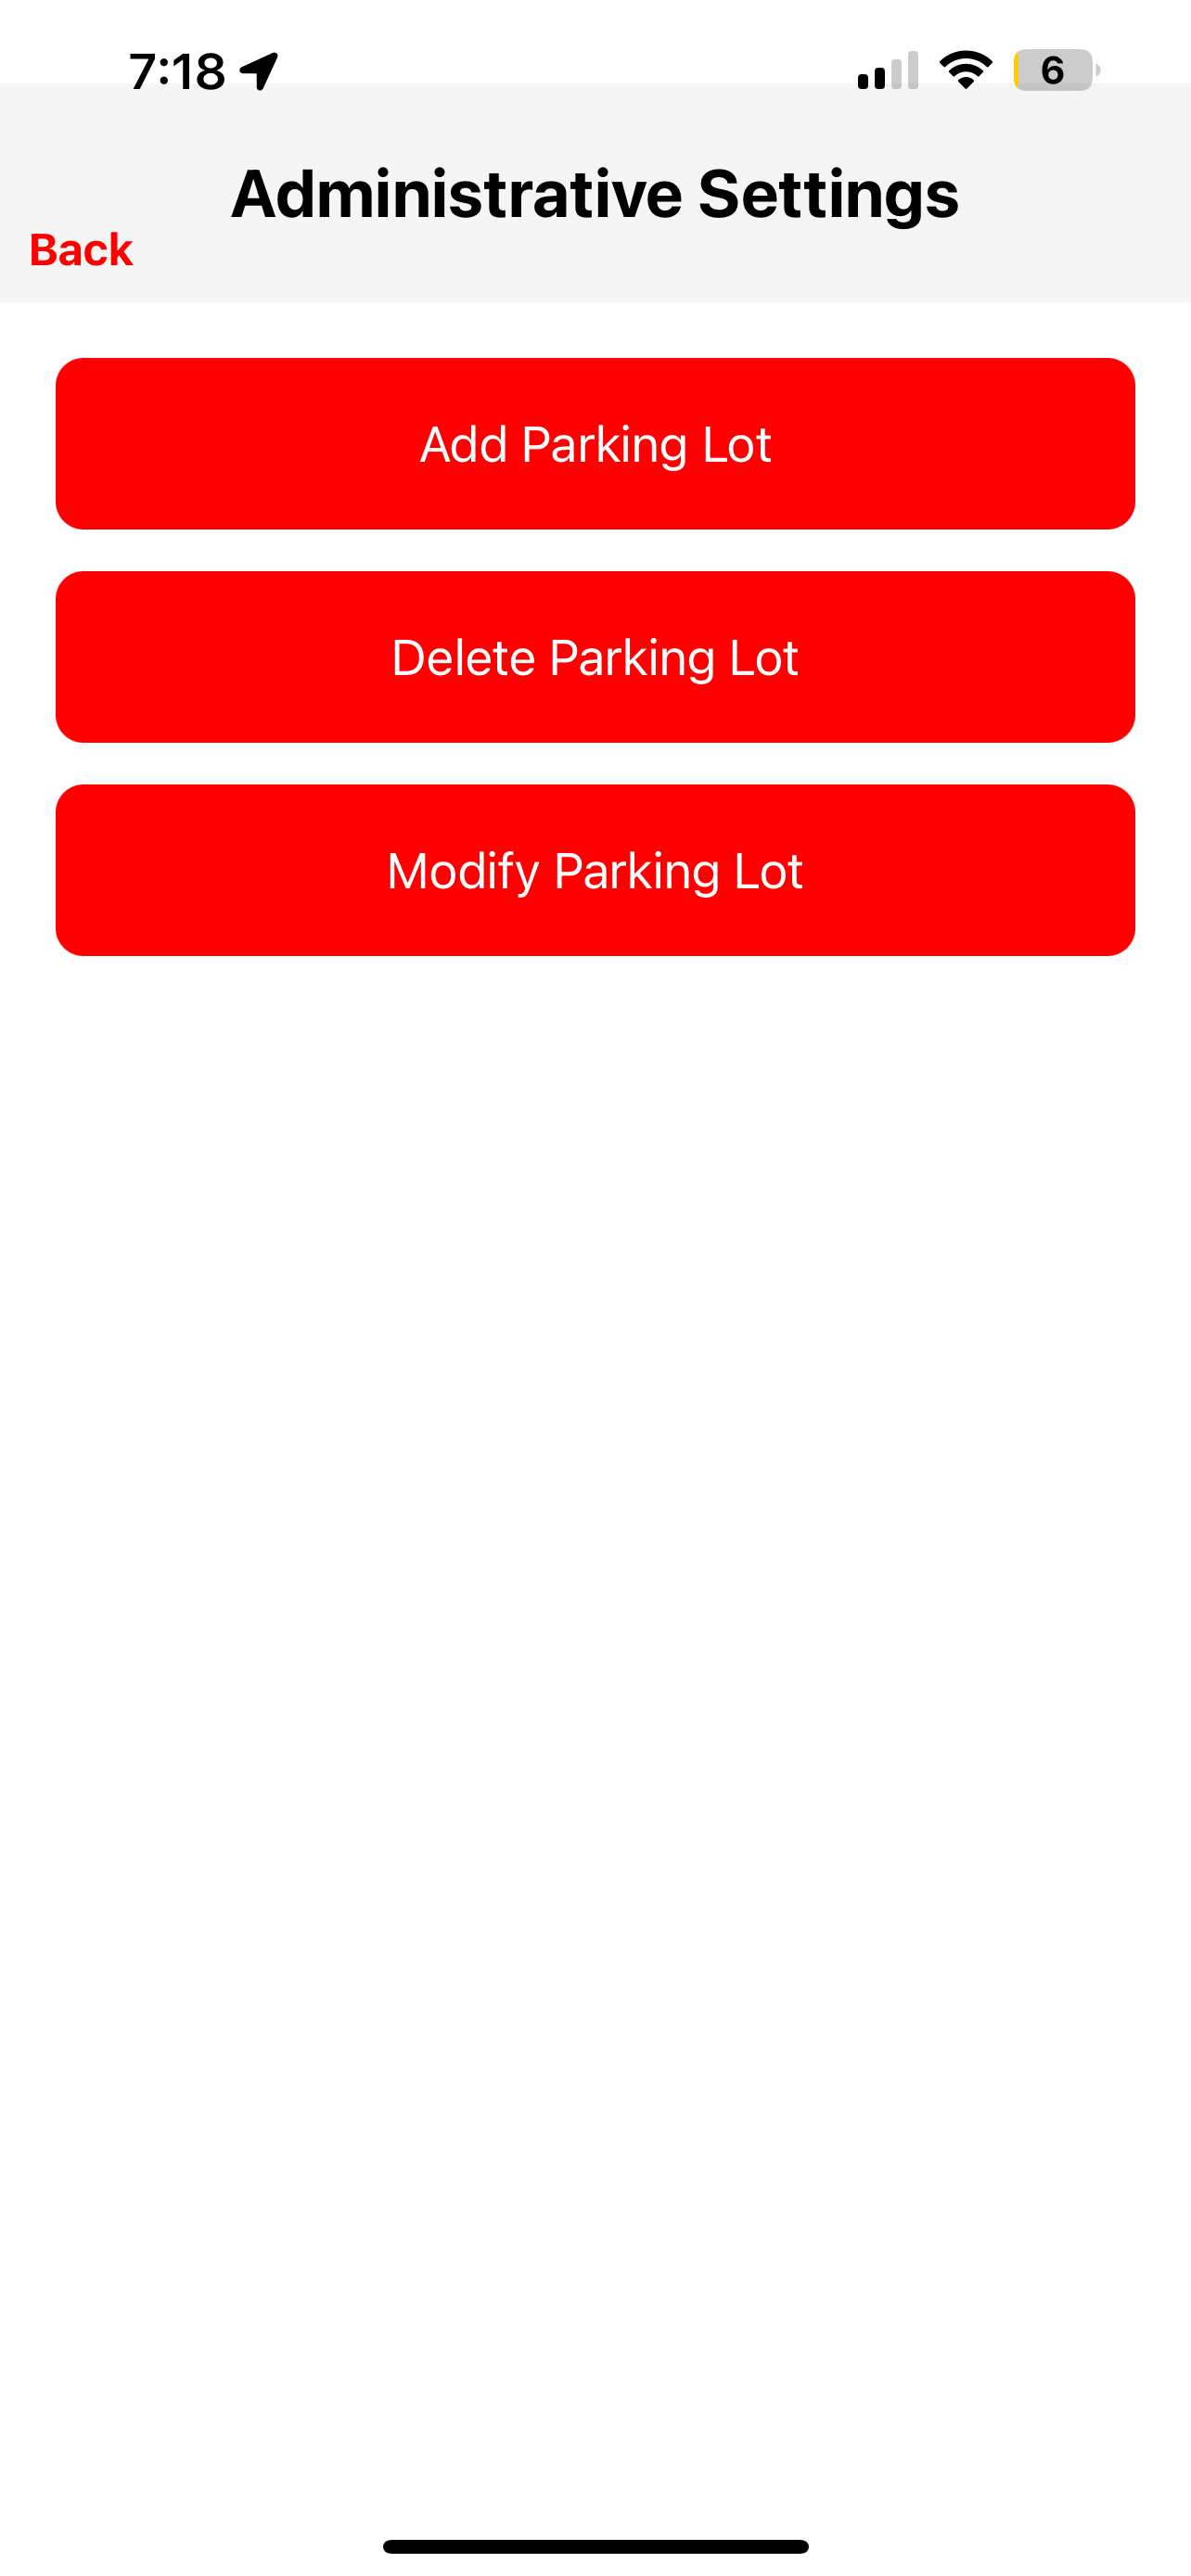 7:18
6
Administrative Settings
Back
Add Parking Lot
Delete Parking Lot
Modify Parking Lot